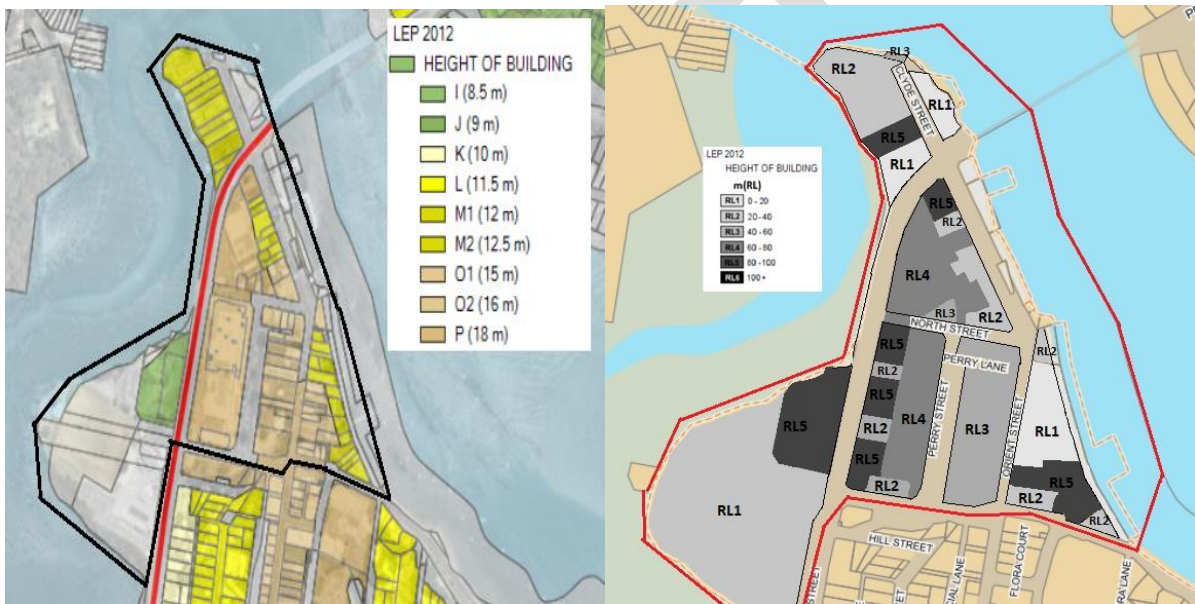 LEP 2012
HEIGHT OF BUILDING
I (8.5 m)
J (9 m)
K (10 m)
L (11.5 m)
M1 (12 m)
M2 (12.5 m)
O1 (15 m)
O2 (16 m)
P (18 m)
RL3
RL2
CLYDE STREET
RL1
RL5
RL1
LEP 2012
HEIGHT OF BUILDING
m(RL)
RL1 0 - 20
RL2 20 - 40
RL3 40 - 60
RL4 60 - 80
RL5 80 - 100
RL6 100 +
RL5
RL2
RL4
RL3
RL2
NORTH STREET
RL5
PERRY LANE
RL2
RL2
RL5
RL5
RL4
PERRY STREET
RL3
ORIENT STREET
RL1
RL2
RL5
RL5
RL2
RL2
RL2
RL1
HILL STREET
STREET
FLORA COURT